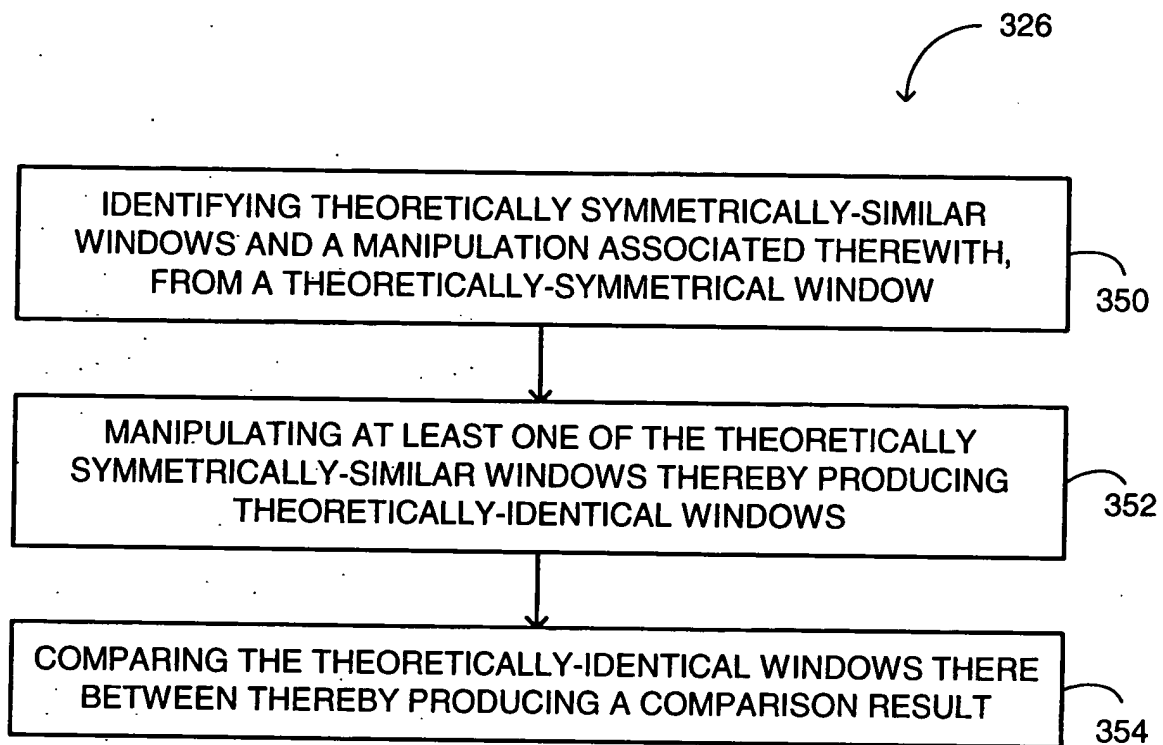 326
IDENTIFYING THEORETICALLY SYMMETRICALLY-SIMILAR
WINDOWS AND A MANIPULATION ASSOCIATED THEREWITH,
FROM A THEORETICALLY-SYMMETRICAL WINDOW
350
MANIPULATING AT LEAST ONE OF THE THEORETICALLY
SYMMETRICALLY-SIMILAR WINDOWS THEREBY PRODUCING
THEORETICALLY-IDENTICAL WINDOWS
352
COMPARING THE THEORETICALLY-IDENTICAL WINDOWS THERE
BETWEEN THEREBY PRODUCING A COMPARISON RESULT
354